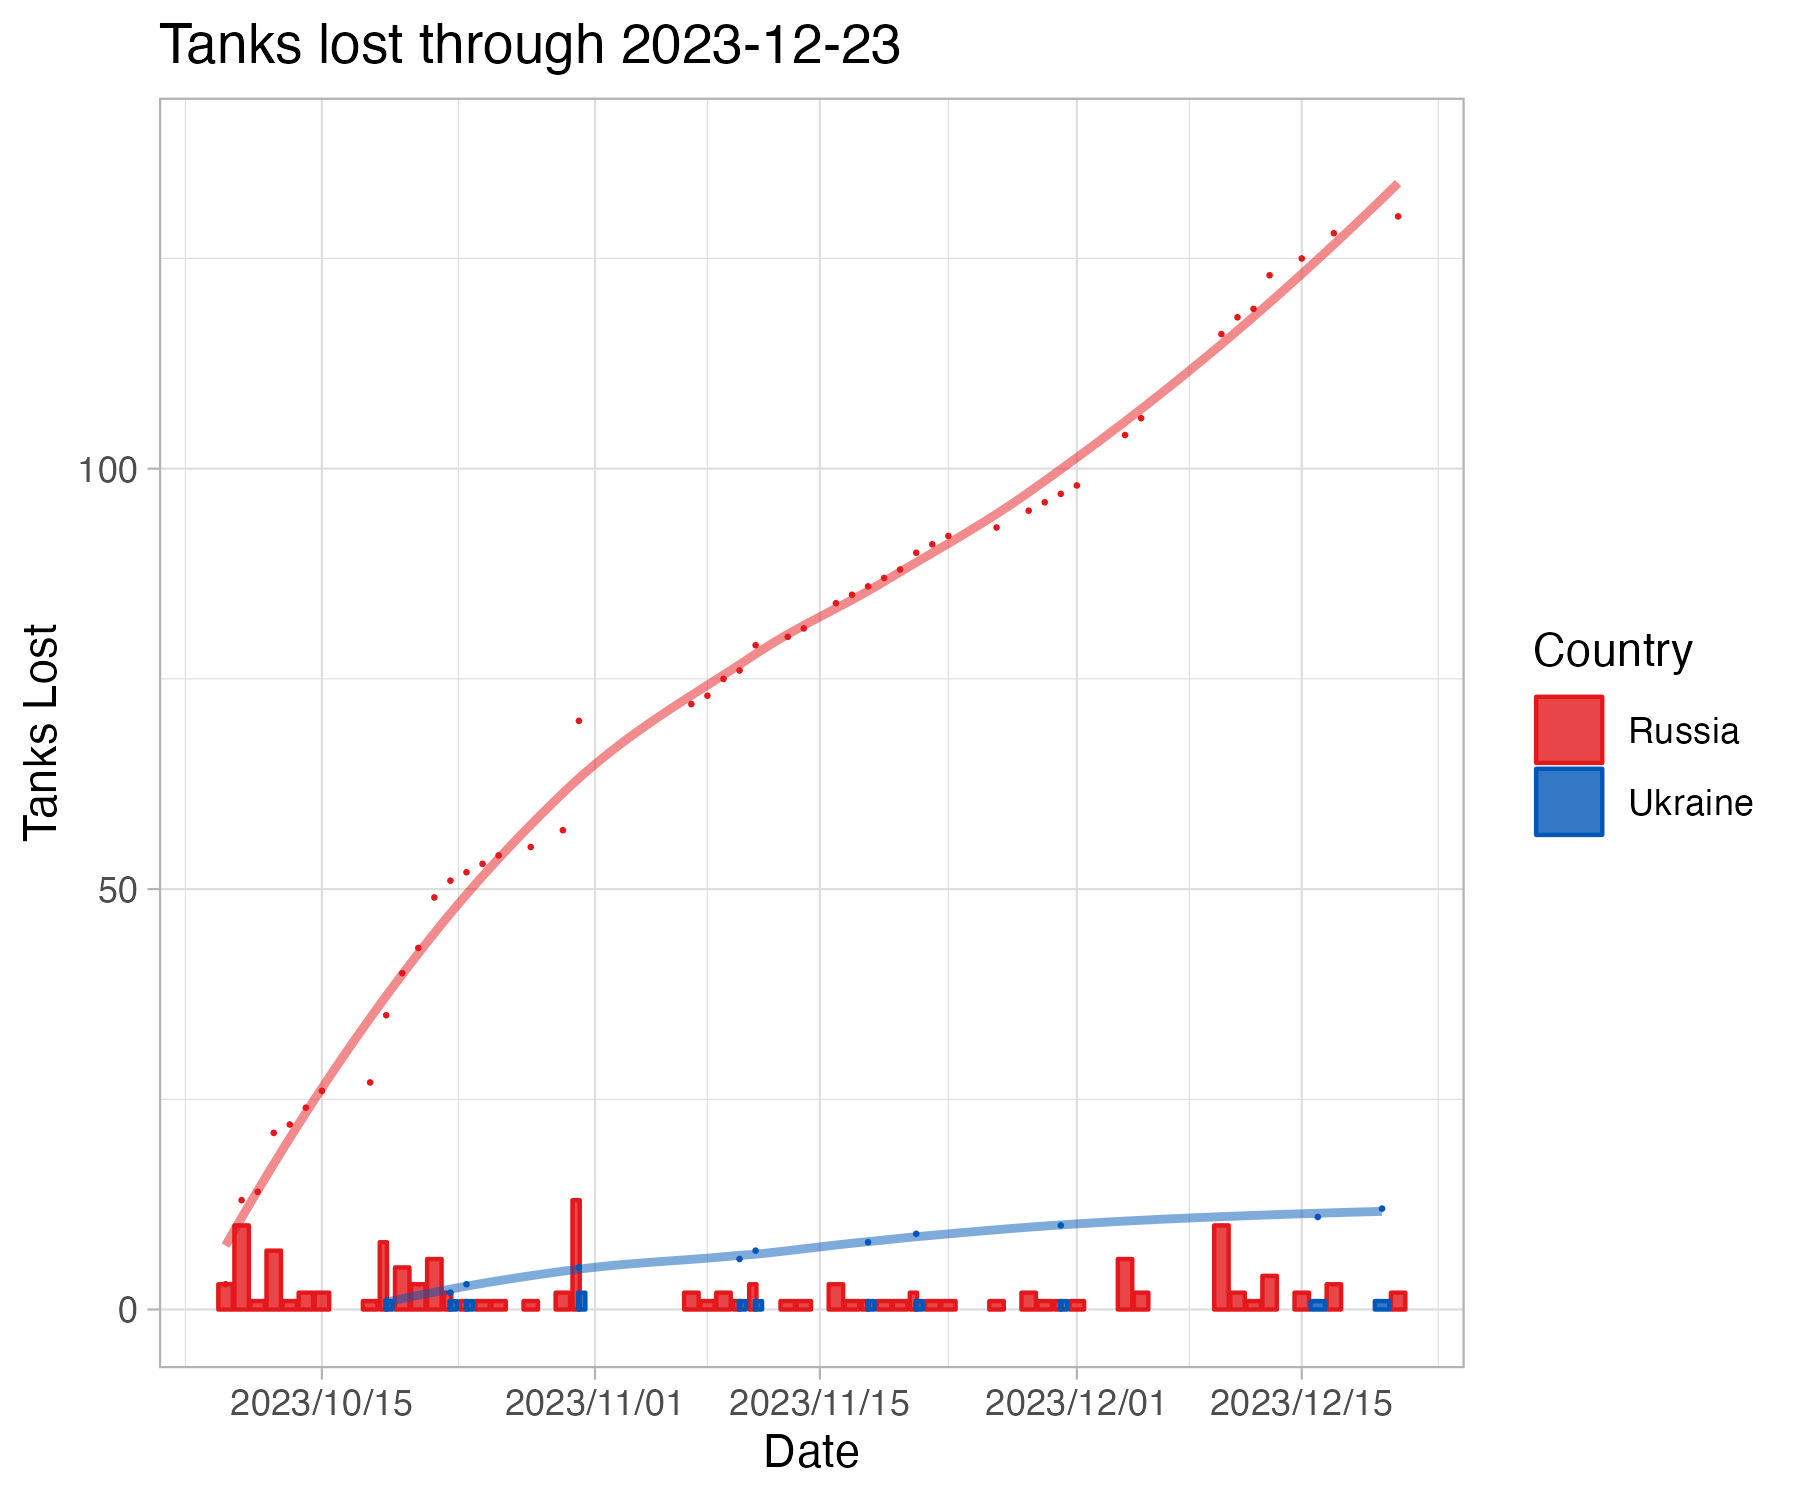 Tanks lost through 2023-12-23
Tanks Lost
100
50
0
2023/10/15
2023/11/01
2023/11/15
2023/12/01
2023/12/15
Date
Country
Russia
Ukraine